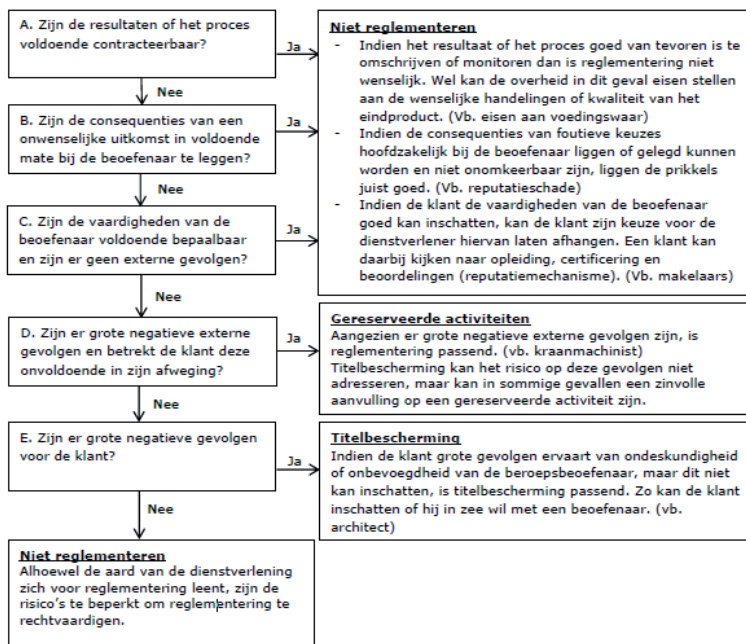 A. Zijn de resultaten of het proces
voldoende contracteerbaar?
Ja
Niet reglementeren
- Indien het resultaat of het proces goed van tevoren is te
omschrijven of monitoren dan is reglementering niet
wenselijk. Wel kan de overheid in dit geval eisen stellen
aan de wenselijke handelingen of kwaliteit van het
eindproduct. (Vb. eisen aan voedingswaar)
- Indien de consequenties van foutieve keuzes
hoofdzakelijk bij de beoefenaar liggen of gelegd kunnen
worden en niet onomkeerbaar zijn, liggen de prikkels
juist goed. (Vb. reputatieschade)
- Indien de klant de vaardigheden van de beoefenaar
goed kan inschatten, kan de klant zijn keuze voor de
dienstverlener hiervan laten afhangen. Een klant kan
daarbij kijken naar opleiding, certificering en
beoordelingen (reputatiemechanisme). (Vb. makelaars)
Nee
B. Zijn de consequenties van een
onwenselijke uitkomst in voldoende
mate bij de beoefenaar te leggen?
Ja
Nee
C. Zijn de vaardigheden van de
beoefenaar voldoende bepaalbaar
en zijn er geen externe gevolgen?
Ja
Nee
D. Zijn er grote negatieve externe
gevolgen en betrekt de klant deze
onvoldoende in zijn afweging?
Ja
Gereserveerde activiteiten
Aangezien er grote negatieve externe gevolgen zijn, is
reglementering passend. (vb. kraanmachinist)
Titelbescherming kan het risico op deze gevolgen niet
adresseren, maar kan in sommige gevallen een zinvolle
aanvulling op een gereserveerde activiteit zijn.
Nee
E. Zijn er grote negatieve gevolgen
voor de klant?
Ja
Titelbescherming
Indien de klant grote gevolgen ervaart van ondeskundigheid
of onbevoegdheid van de beroepsbeoefenaar, maar dit niet
kan inschatten, is titelbescherming passend. Zo kan de klant
inschatten of hij in zee wil met een beoefenaar. (vb.
architect)
Nee
Niet reglementeren
Alhoewel de aard van de dienstverlening
zich voor reglementering leent, zijn de
risico's te beperkt om reglementering te
rechtvaardigen.